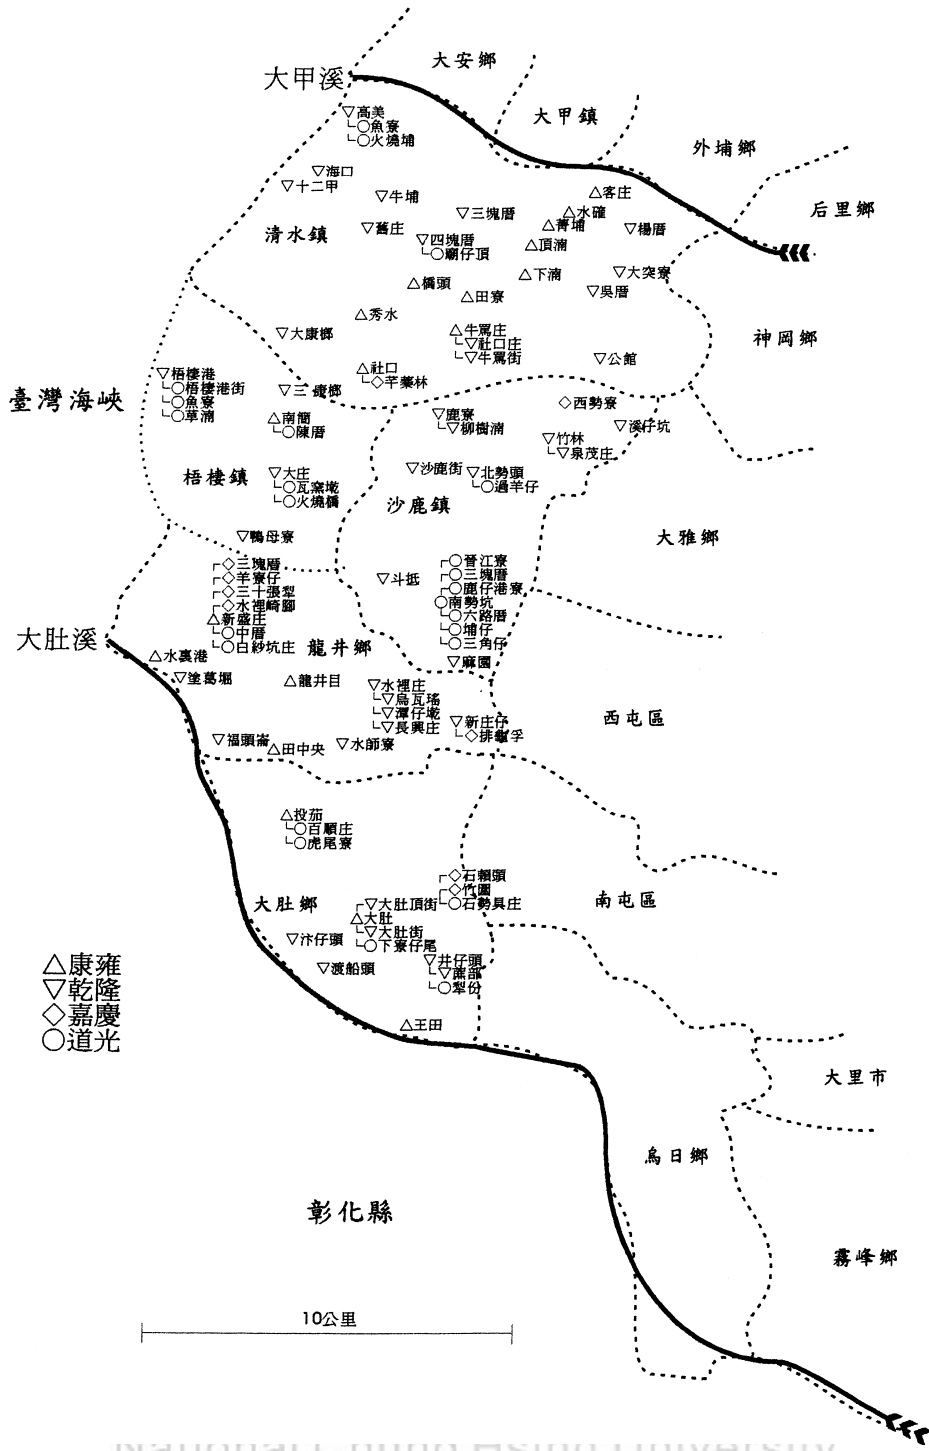 大安鄉
大甲溪
大甲鎮
▽高美
└○魚寮
└○火燒埔
外埔鄉
▽海口
▽十二甲
▽牛埔
△客庄
后里鄉
▽三塊厝
△水確
△菁埔
▽楊厝
清水鎮
▽舊庄
▽四塊厝
└○廟仔頂
△頂湳
△橋頭
△田寮
△下湳
▽大突寮
▽吳厝
△秀水
▽大康榔
△牛罵庄
└▽社口庄
└▽牛罵街
▽公館
神岡鄉
△社口
└◇芊蓁林
▽梧棲港
└○梧棲港街
└○魚寮
└○草湳
臺灣海峽
▽三塊榔
△南簡
└○陳厝
▽鹿寮
└▽柳樹湳
◇西勢寮
▽溪仔坑
▽竹林
└▽泉茂庄
梧棲鎮
▽大庄
└○瓦窯墘
└○火燒橋
▽沙鹿街
▽北勢頭
└○過羊仔
沙鹿鎮
▽鴨母寮
大雅鄉
┌◇三塊厝
┌◇羊寮仔
┌◇三十張犁
┌◇水裡崎腳
△新盛庄
└○中厝
└○白紗坑庄
▽斗抵
┌○晉江寮
┌○三塊厝
┌○鹿仔港寮
○南勢坑
└○六路厝
└○埔仔
└○三角仔
▽麻園
大肚溪
龍井鄉
△水裏港
▽塗葛堀
△龍井目
▽水裡庄
└▽烏瓦瑤
└▽潭仔墘
└▽長興庄
▽新庄仔
└◇排龜孚
西屯區
▽福頭崙
△田中央
▽水師寮
△投茄
└○百順庄
└○虎尾寮
┌◇石賴頭
┌◇竹圍
└○石勢具庄
南屯區
大肚鄉
┌▽大肚頂街
△大肚
└▽大肚街
└○下寮仔尾
▽汴仔頭
▽渡船頭
▽井仔頭
└▽蔗部
└○犁份
△王田
△康雍
▽乾隆
◇嘉慶
○道光
大里市
烏日鄉
彰化縣
霧峰鄉
10公里
National Chung Hsing University